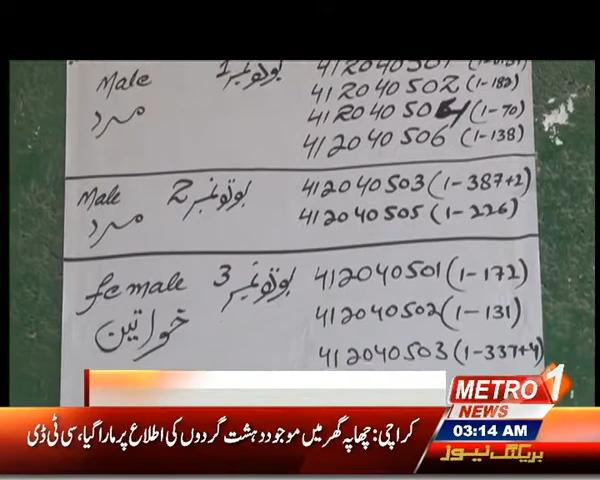 Male بوتھ نمبر 1 412040501
مرد 412040502 (1-182)
412040504 (1-70)
412040506 (1-138)
Male بوتھ نمبر 2 412040503 (1-387+2)
مرد 412040505 (1-226)
female بوتھ نمبر 3 412040501 (1-172)
خواتین 412040502 (1-131)
412040503 (1-337+4)
METRO 1
NEWS
03:14 AM
کراچی: چھاپہ گھر میں موجود دہشت گردوں کی اطلاع پر مارا گیا، سی ٹی ڈی
بریکنگ نیوز